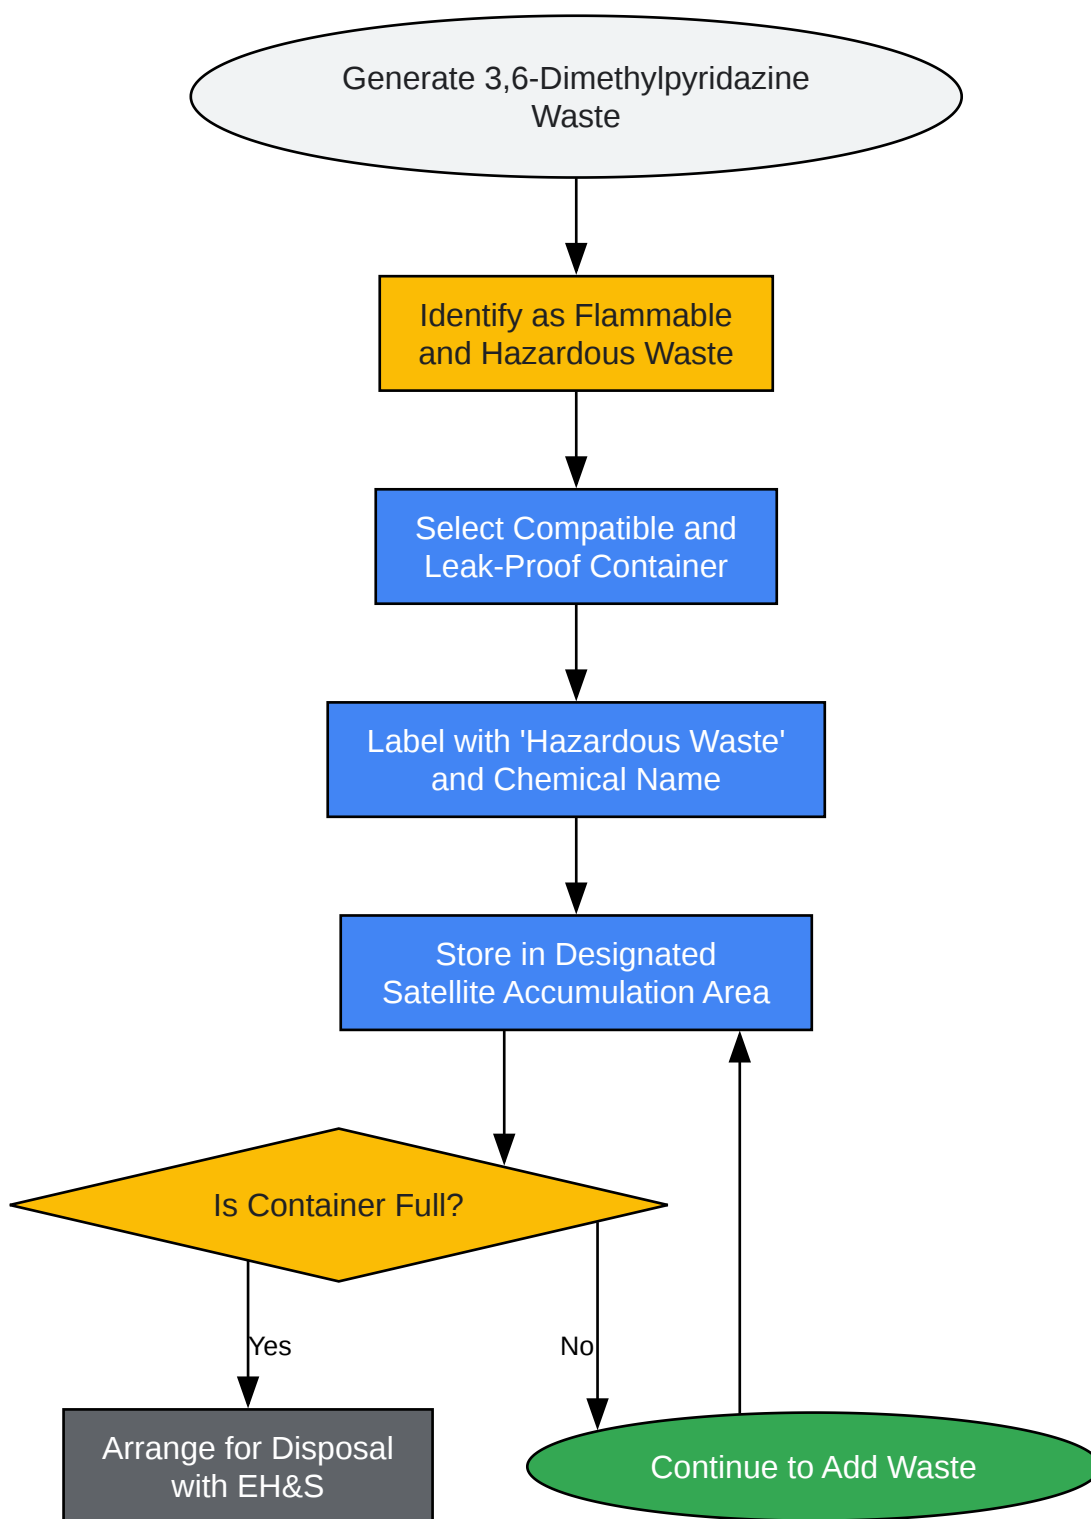 Generate 3,6-Dimethylpyridazine
Waste
Identify as Flammable
and Hazardous Waste
Select Compatible and
Leak-Proof Container
Label with 'Hazardous Waste'
and Chemical Name
Store in Designated
Satellite Accumulation Area
Is Container Full?
Yes
No
Arrange for Disposal
with EH&S
Continue to Add Waste